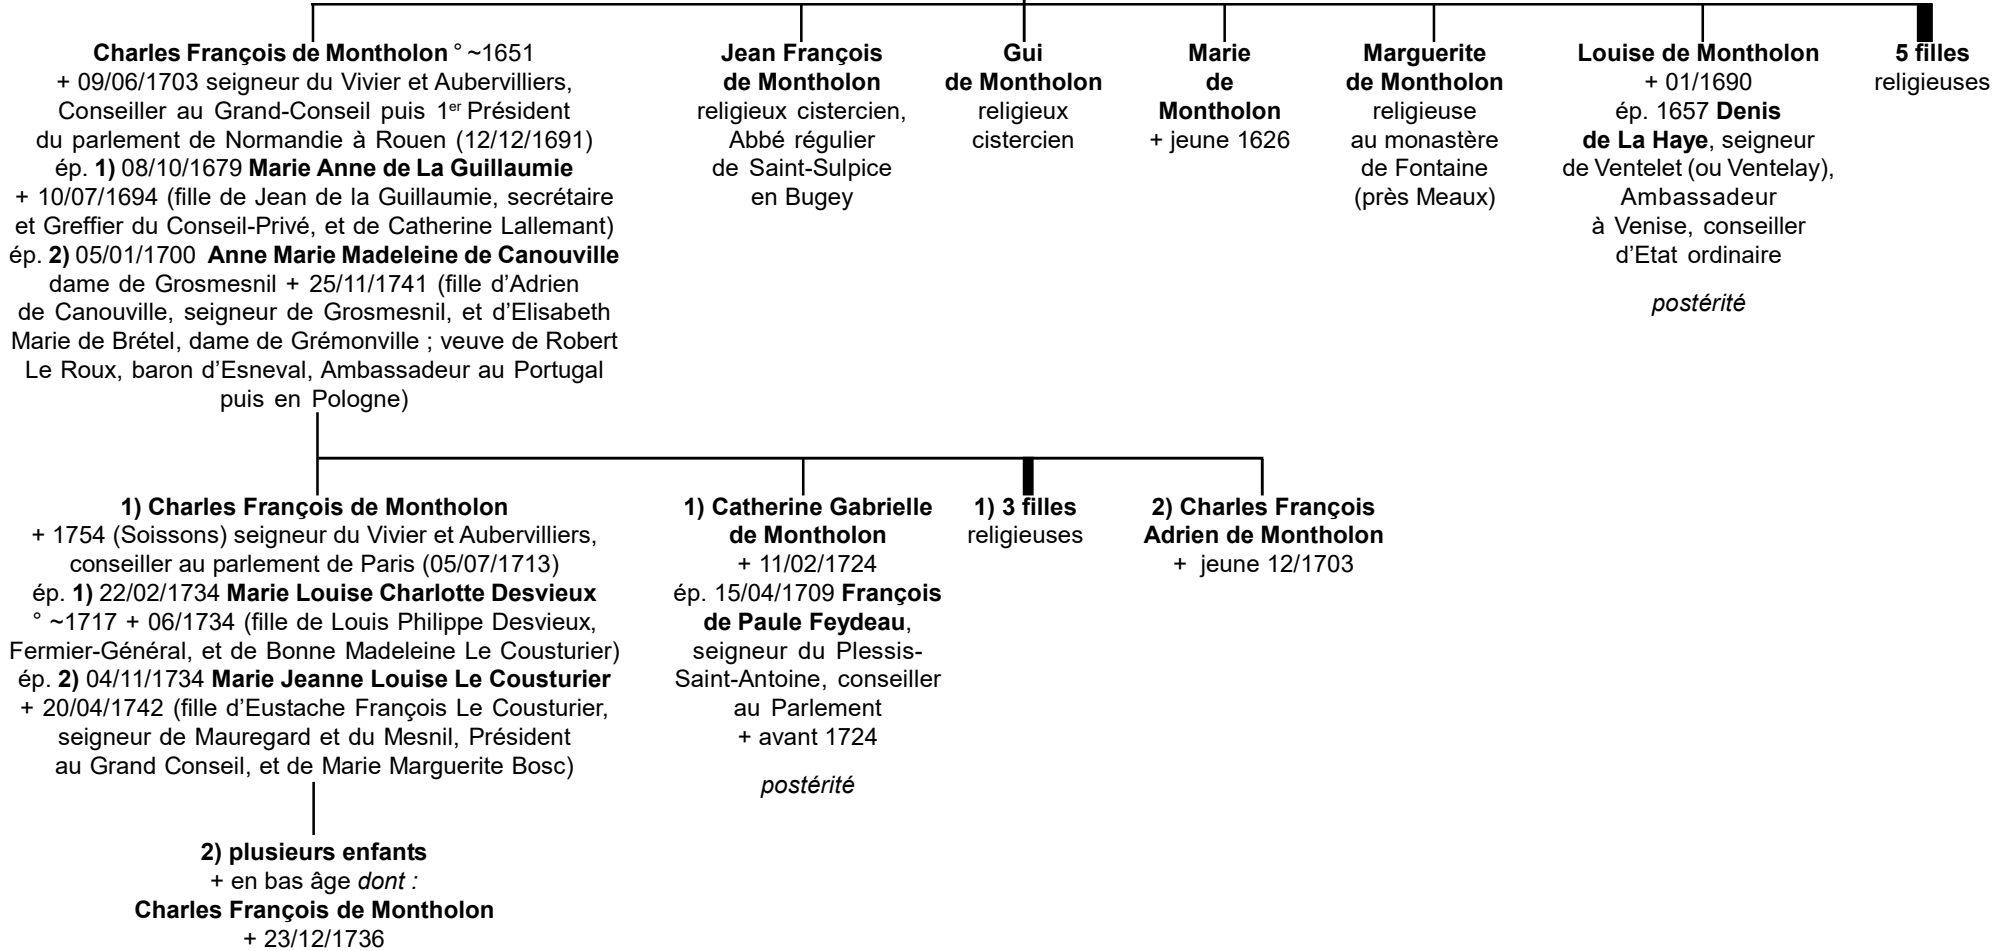 Charles François de Montholon ° ~1651
+ 09/06/1703 seigneur du Vivier et Aubervilliers,
Conseiller au Grand-Conseil puis 1er Président
du parlement de Normandie à Rouen (12/12/1691)
ép. 1) 08/10/1679 Marie Anne de La Guillaumie
+ 10/07/1694 (fille de Jean de la Guillaumie, secrétaire
et Greffier du Conseil-Privé, et de Catherine Lallemant)
ép. 2) 05/01/1700 Anne Marie Madeleine de Canouville
dame de Grosmesnil + 25/11/1741 (fille d’Adrien
de Canouville, seigneur de Grosmesnil, et d’Elisabeth
Marie de Brétel, dame de Grémonville ; veuve de Robert
Le Roux, baron d’Esneval, Ambassadeur au Portugal
puis en Pologne)
Jean François
de Montholon
religieux cistercien,
Abbé régulier
de Saint-Sulpice
en Bugey
Gui
de Montholon
religieux
cistercien
Marie
de
Montholon
+ jeune 1626
Marguerite
de Montholon
religieuse
au monastère
de Fontaine
(près Meaux)
Louise de Montholon
+ 01/1690
ép. 1657 Denis
de La Haye, seigneur
de Ventelet (ou Ventelay),
Ambassadeur
à Venise, conseiller
d’Etat ordinaire
postérité
5 filles
religieuses
1) Charles François de Montholon
+ 1754 (Soissons) seigneur du Vivier et Aubervilliers,
conseiller au parlement de Paris (05/07/1713)
ép. 1) 22/02/1734 Marie Louise Charlotte Desvieux
° ~1717 + 06/1734 (fille de Louis Philippe Desvieux,
Fermier-Général, et de Bonne Madeleine Le Cousturier)
ép. 2) 04/11/1734 Marie Jeanne Louise Le Cousturier
+ 20/04/1742 (fille d’Eustache François Le Cousturier,
seigneur de Mauregard et du Mesnil, Président
au Grand Conseil, et de Marie Marguerite Bosc)
1) Catherine Gabrielle
de Montholon
+ 11/02/1724
ép. 15/04/1709 François
de Paule Feydeau,
seigneur du Plessis-
Saint-Antoine, conseiller
au Parlement
+ avant 1724
postérité
1) 3 filles
religieuses
2) Charles François
Adrien de Montholon
+ jeune 12/1703
2) plusieurs enfants
+ en bas âge dont :
Charles François de Montholon
+ 23/12/1736